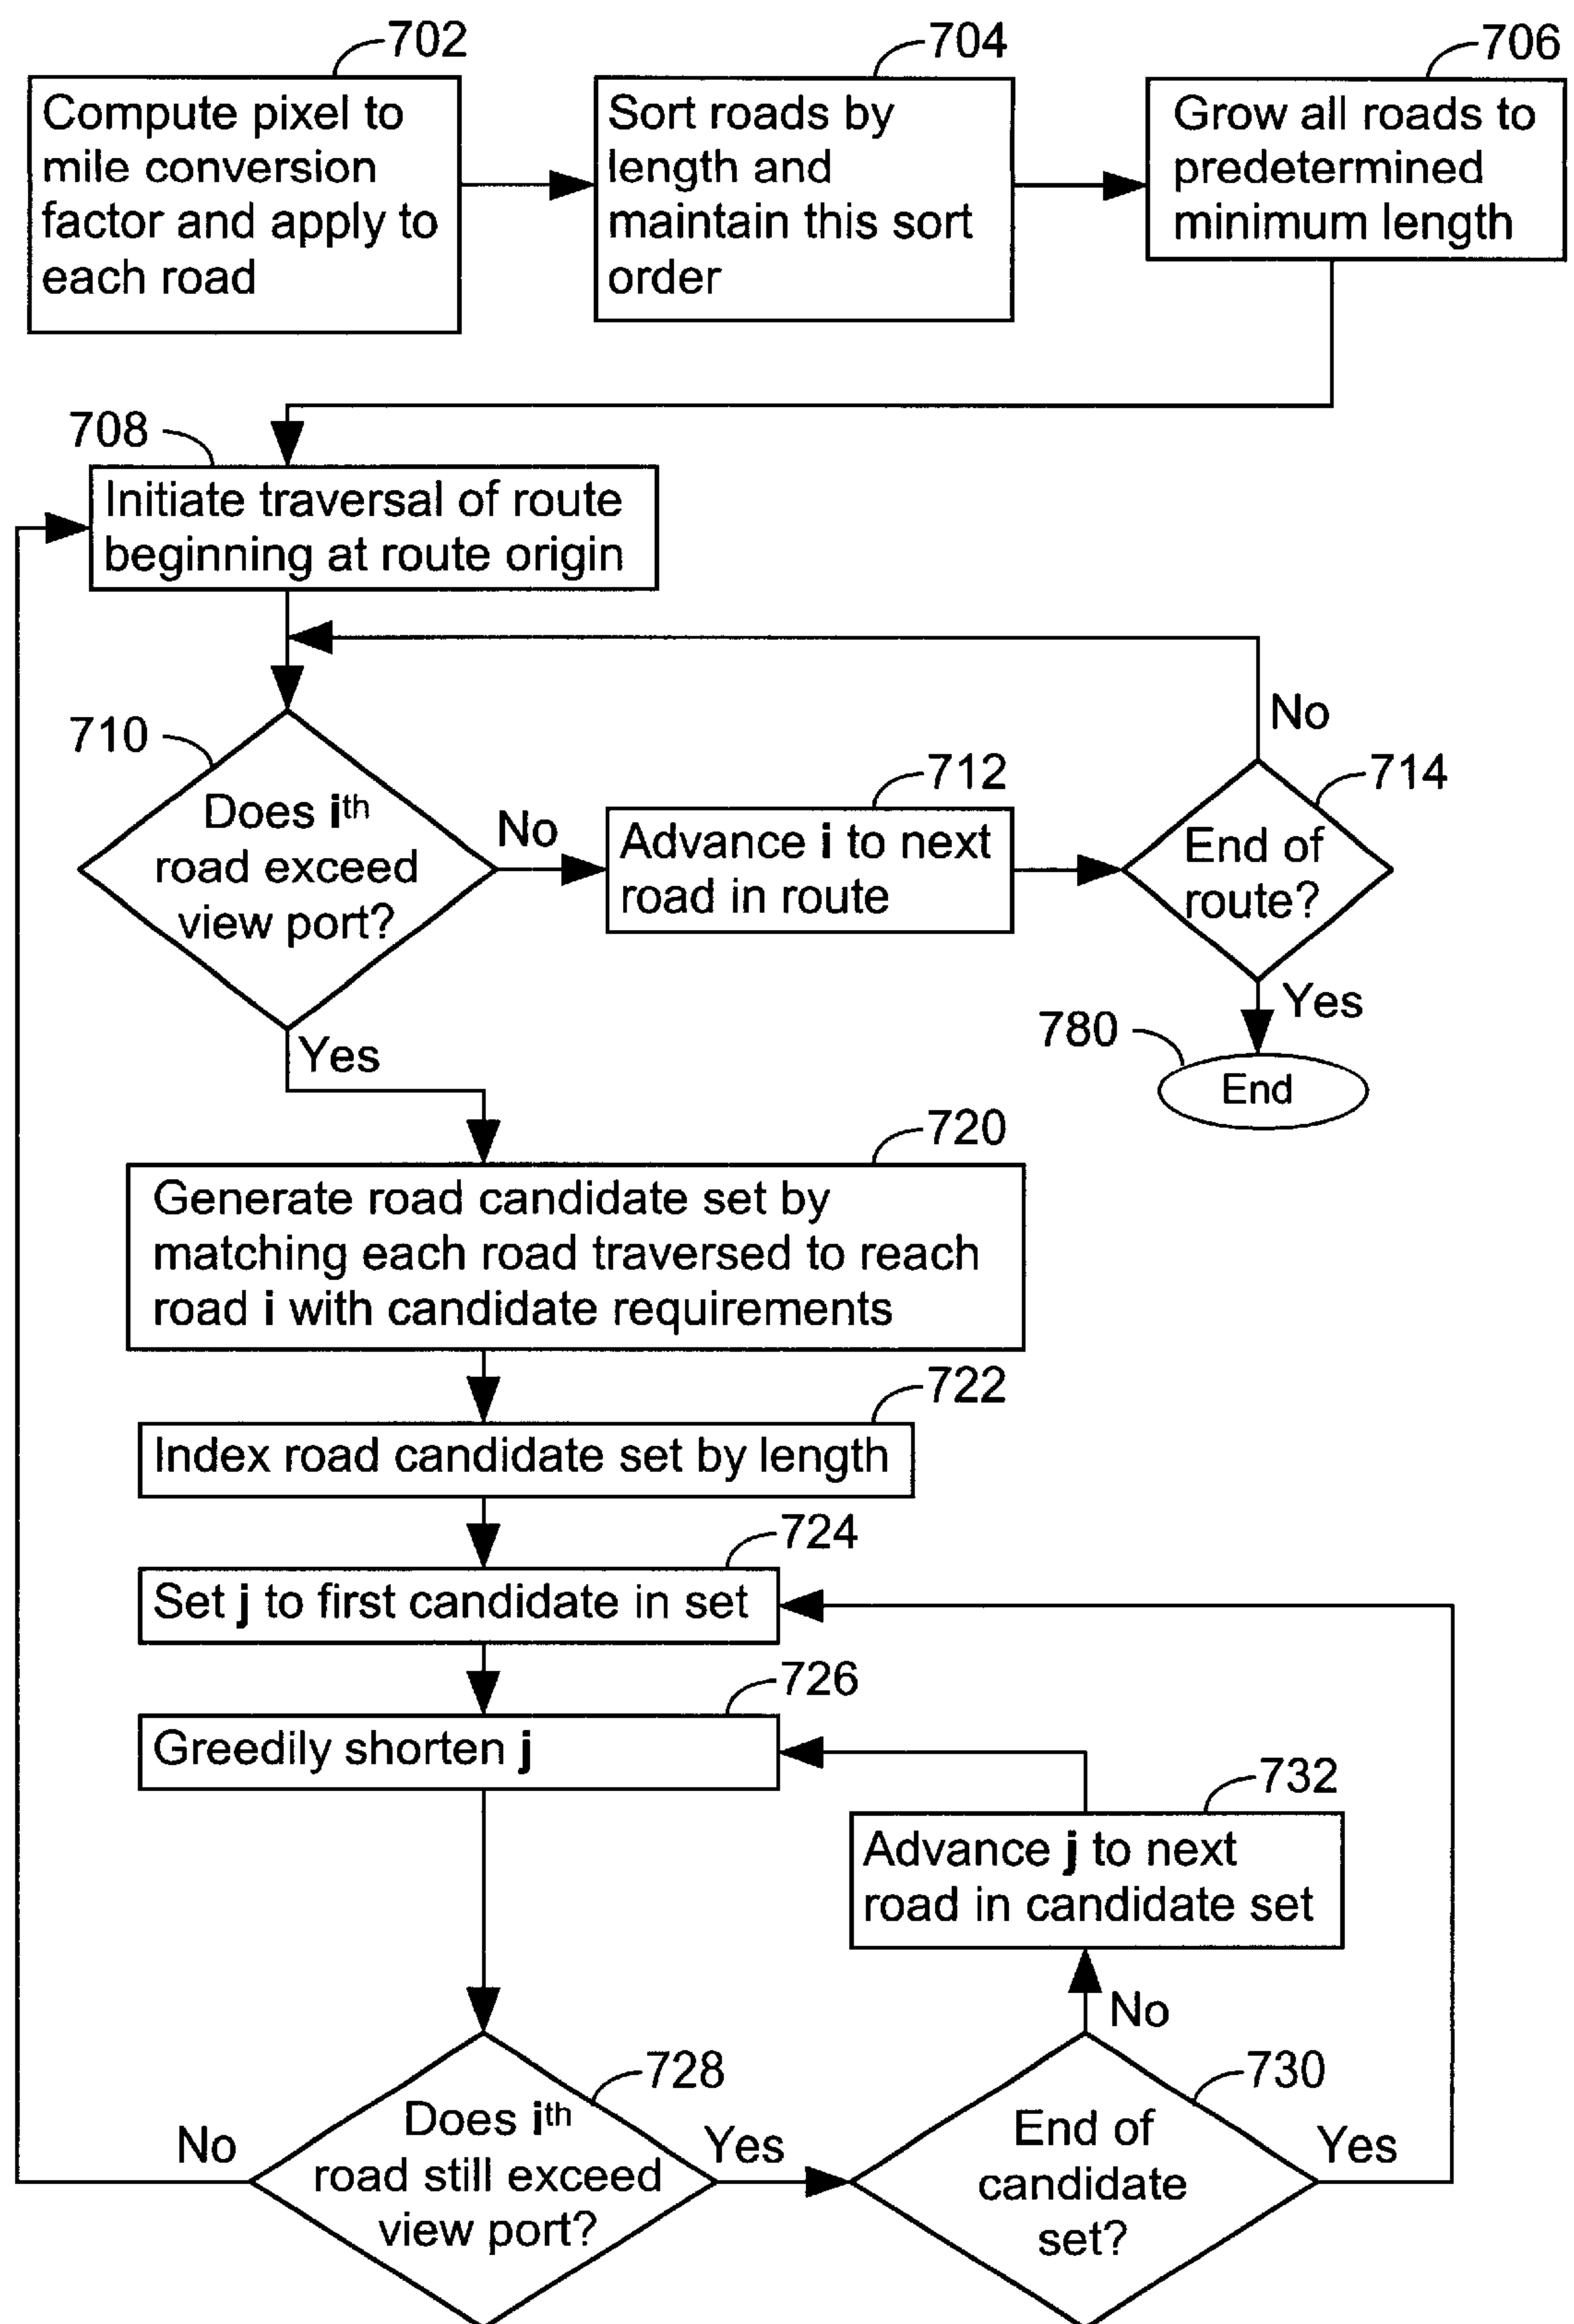 702
Compute pixel to
mile conversion
factor and apply to
each road
704
Sort roads by
length and
maintain this sort
order
706
Grow all roads to
predetermined
minimum length
708
Initiate traversal of route
beginning at route origin
710
Does ith
road exceed
view port?
No
712
Advance i to next
road in route
714
End of
route?
No
Yes
780
End
Yes
720
Generate road candidate set by
matching each road traversed to reach
road i with candidate requirements
722
Index road candidate set by length
724
Set j to first candidate in set
726
Greedily shorten j
732
Advance j to next
road in candidate set
No
728
Does ith
road still exceed
view port?
No
Yes
730
End of
candidate
set?
Yes